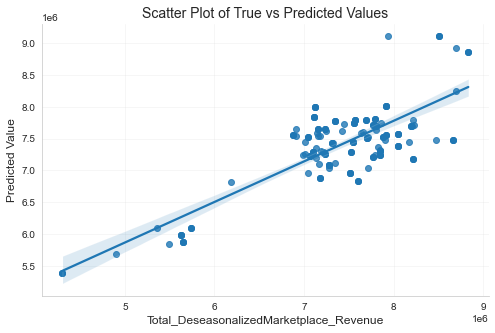 Scatter Plot of True vs Predicted Values
1e6
9.0
8.5
8.0
7.5
7.0
6.5
6.0
5.5
Predicted Value
5 6 7 8 9
1e6
Total_DeseasonalizedMarketplace_Revenue